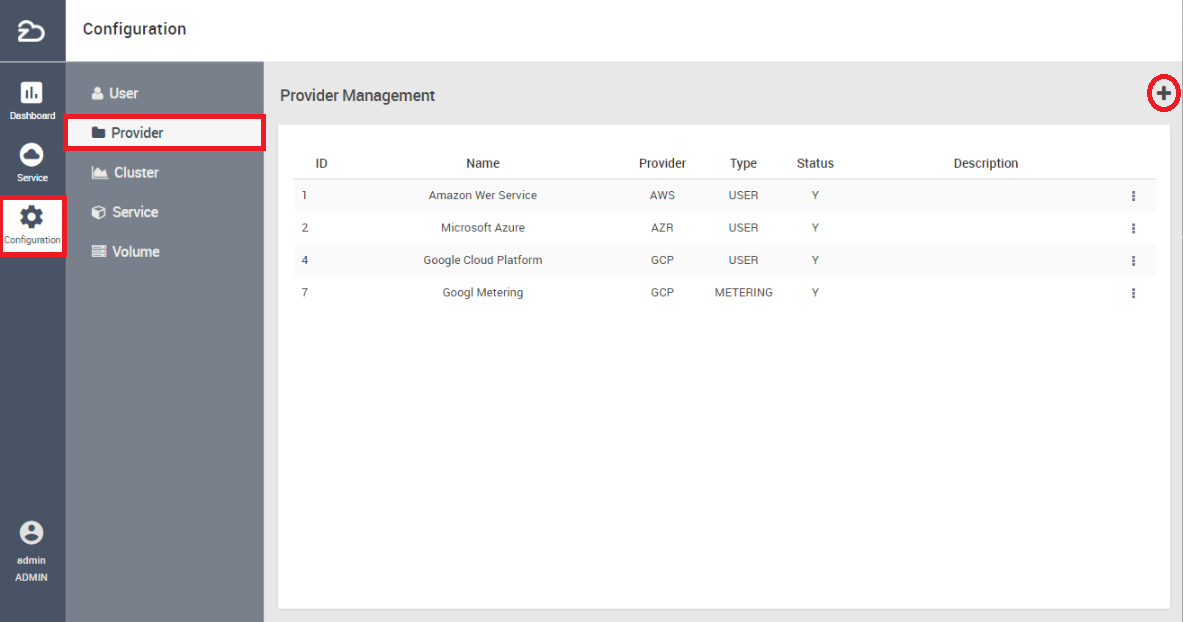 Configuration
Dashboard
Service
Configuration
admin
ADMIN
User
Provider
Cluster
Service
Volume
Provider Management
ID Name Provider Type Status Description
1 Amazon Wer Service AWS USER Y
2 Microsoft Azure AZR USER Y
4 Google Cloud Platform GCP USER Y
7 Googl Metering GCP METERING Y